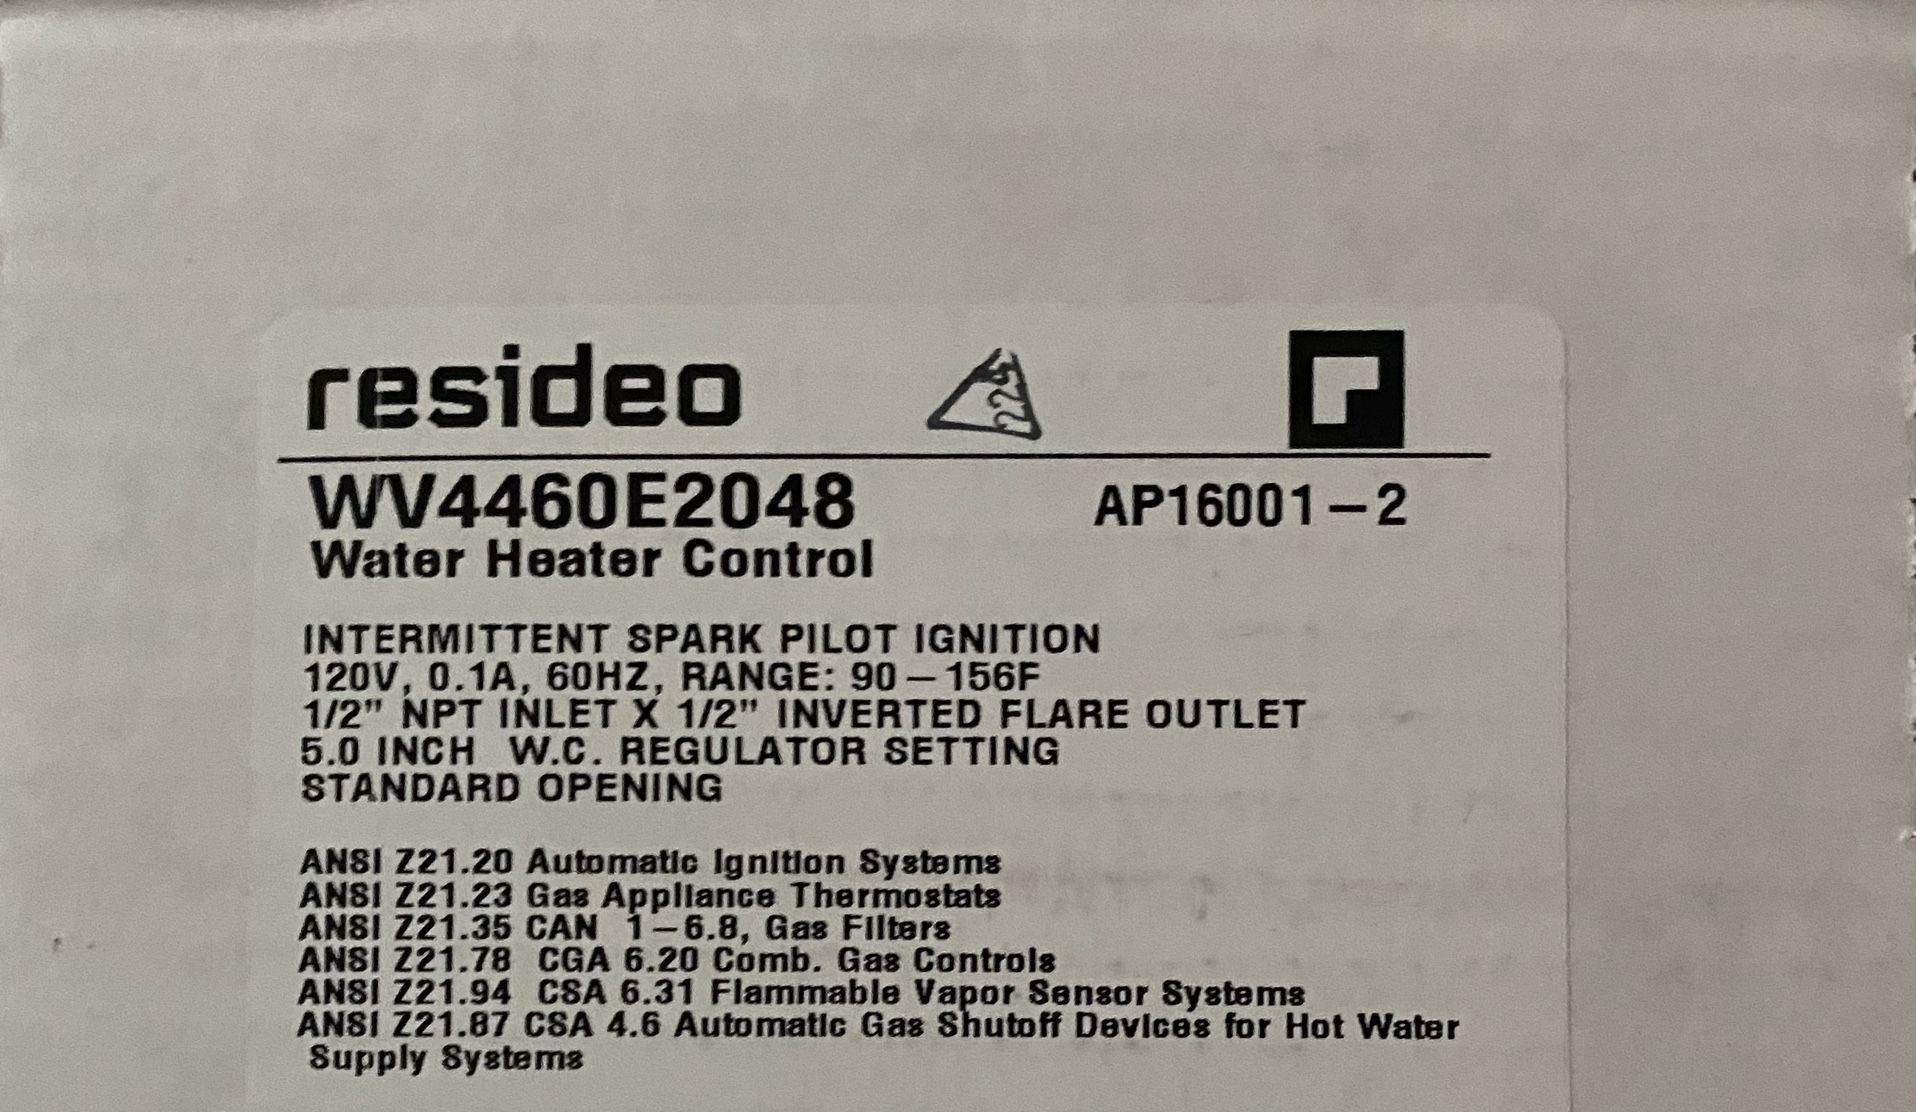 resideo
225
WV4460E2048 AP16001-2
Water Heater Control
INTERMITTENT SPARK PILOT IGNITION
120V, 0.1A, 60HZ, RANGE: 90-156F
1/2" NPT INLET X 1/2" INVERTED FLARE OUTLET
5.0 INCH W.C. REGULATOR SETTING
STANDARD OPENING
ANSI Z21.20 Automatic Ignition Systems
ANSI Z21.23 Gas Appliance Thermostats
ANSI Z21.35 CAN 1-6.8, Gas Filters
ANSI Z21.78 CGA 6.20 Comb. Gas Controls
ANSI Z21.94 CSA 6.31 Flammable Vapor Sensor Systems
ANSI Z21.87 CSA 4.6 Automatic Gas Shutoff Devices for Hot Water
Supply Systems